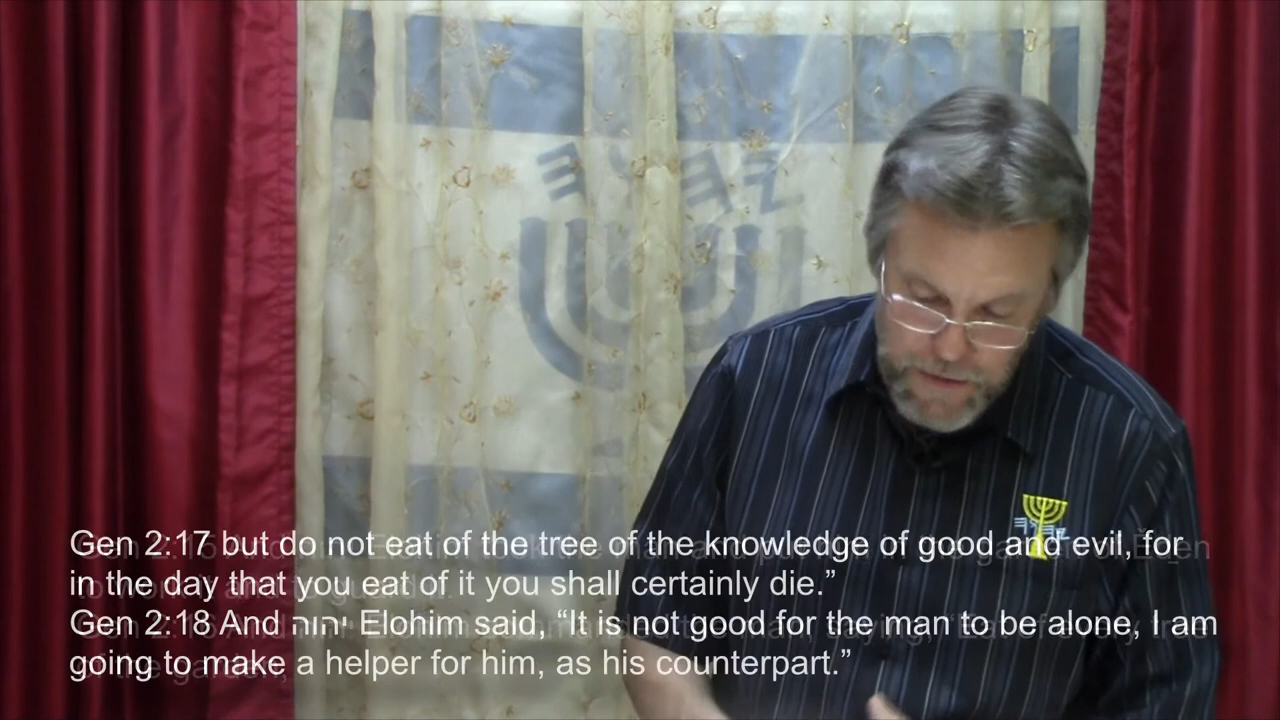 𐤉𐤄𐤅𐤄
Gen 2:17 but do not eat of the tree of the knowledge of good and evil, for
in the day that you eat of it you shall certainly die.”
Gen 2:18 And יהוה Elohim said, “It is not good for the man to be alone, I am
going to make a helper for him, as his counterpart.”